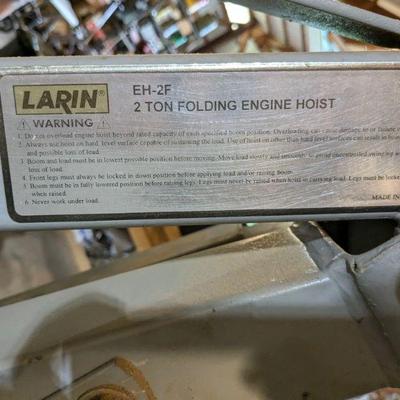 LARIN®
EH-2F
2 TON FOLDING ENGINE HOIST
⚠ WARNING ⚠
1. Do not overload engine hoist beyond rated capacity of each specified boom position. Overloading can cause damage to or failure of
2. Always use hoist on hard, level surface capable of sustaining the load. Use of hoist on other than hard level surfaces can result in
and possible loss of load.
3. Boom and load must be in lowest possible position before moving. Move load slowly and smoothly to avoid uncontrolled swinging and
loss of load.
4. Front legs must always be locked in down position before applying load and/or raising boom.
5. Boom must be in fully lowered position before raising legs. Legs must never be raised when hoist is carrying load. Legs must be locked
when raised.
6. Never work under load.
MADE IN